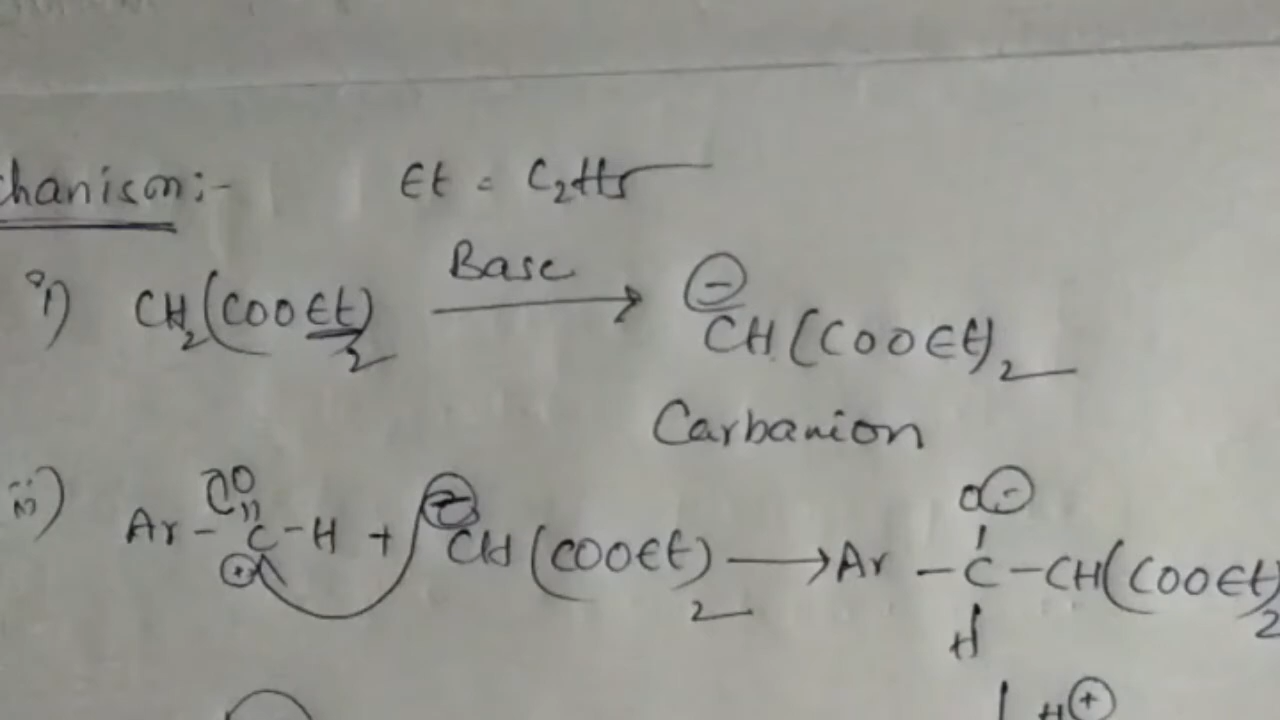 chanism:- Et = C2H5
i) CH2(COOEt)2 Base → ⊖CH(COOEt)2
Carbanion
ii) Ar-C-H + ⊖CH(COOEt)2 → Ar-C-CH(COOEt)2
O O⊖
⊕ H
H⊕